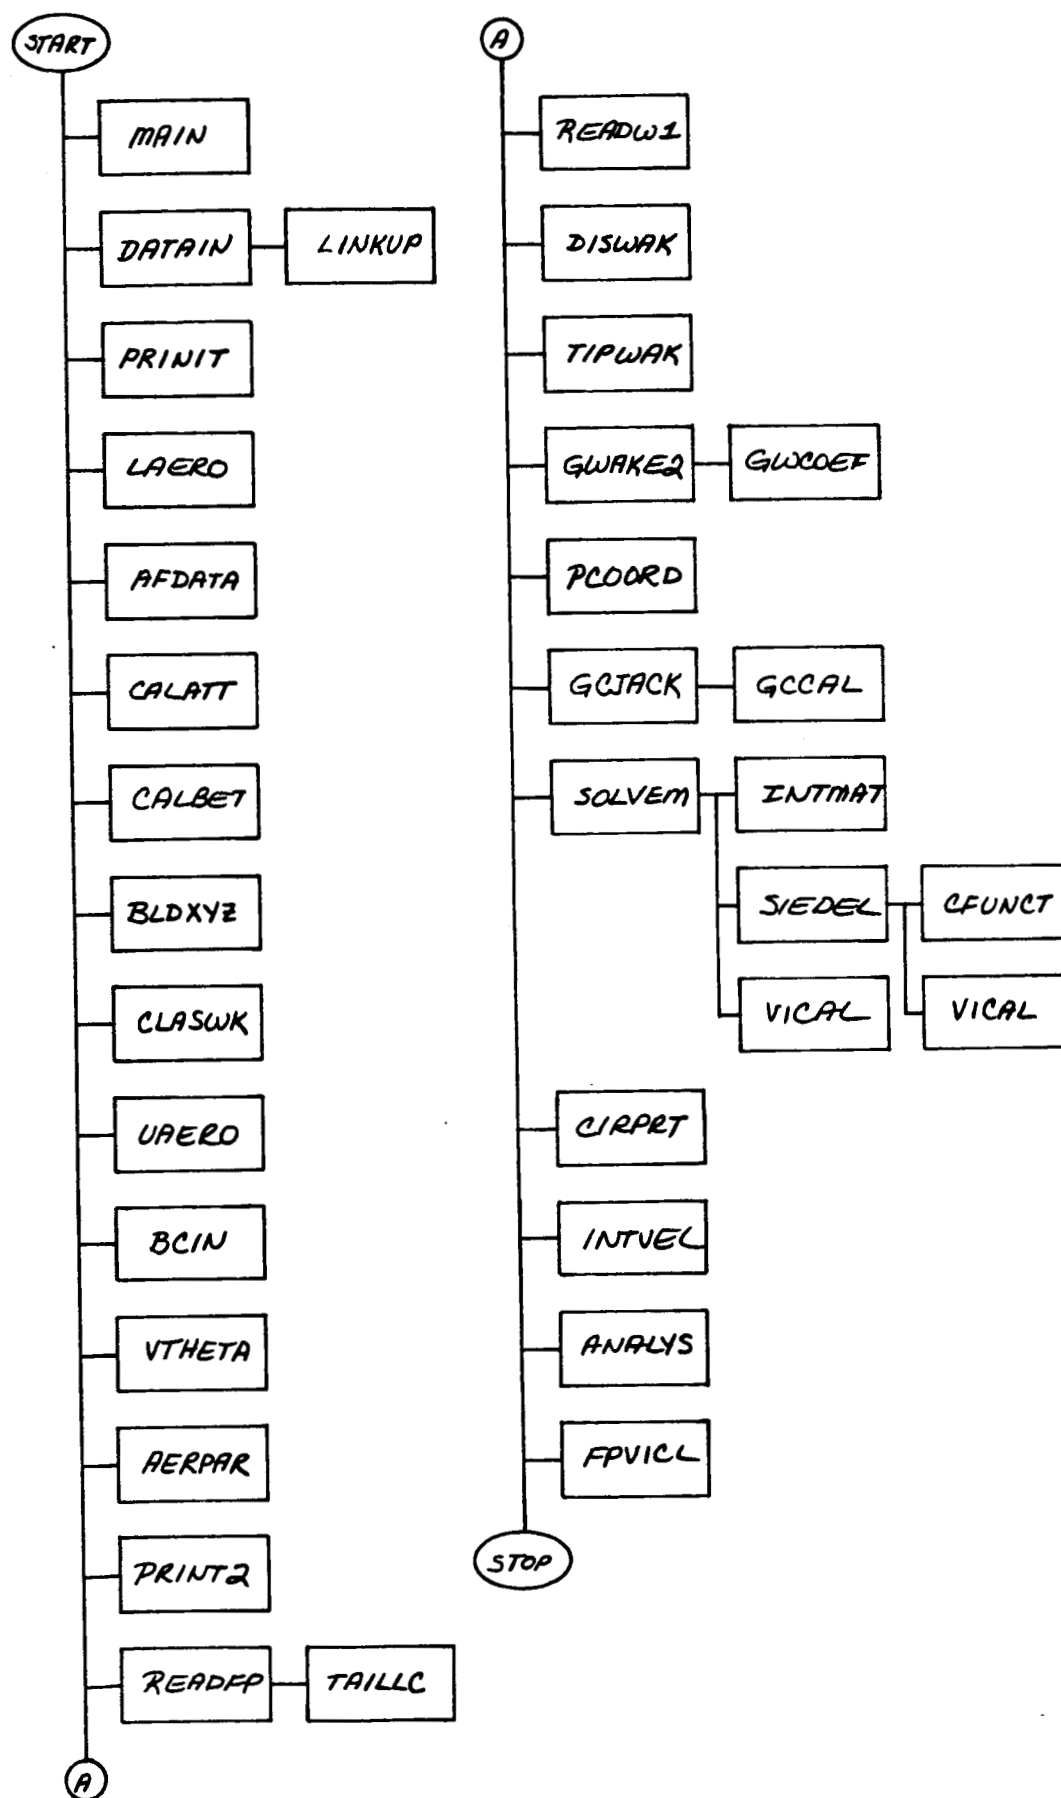 START
MAIN
DATAIN
LINKUP
PRINIT
LAERO
AFDATA
CALATT
CALBET
BLDXYZ
CLASWK
UAERO
BCIN
VTHETA
AERPAR
PRINT2
READFP
TAILLC
A
A
READW1
DISWAK
TIPWAK
GWAKE2
GWCOEF
PCOORD
GCJACK
GCCAL
SOLVEM
INTMAT
SIEDEL
CFUNCT
VICAL
VICAL
CIRPRT
INTVEL
ANALYS
FPVICL
STOP